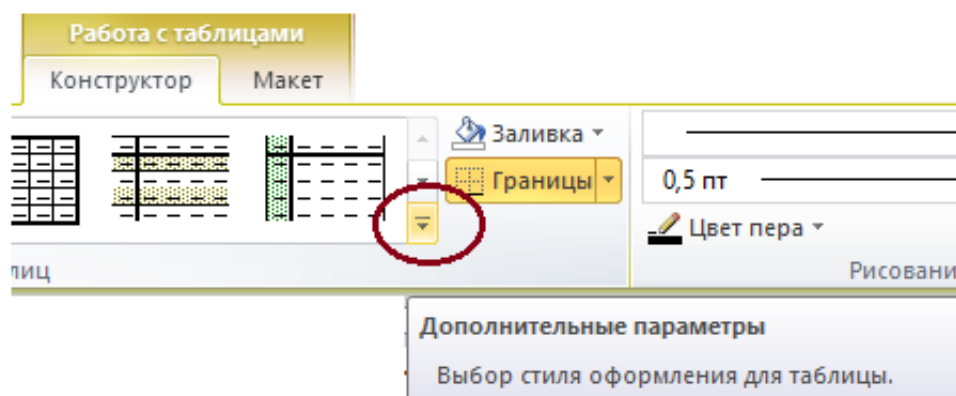 Работа с таблицами
Конструктор Макет
Заливка
Границы
0,5 пт
Цвет пера
лиц
Рисовани
Дополнительные параметры
Выбор стиля оформления для таблицы.